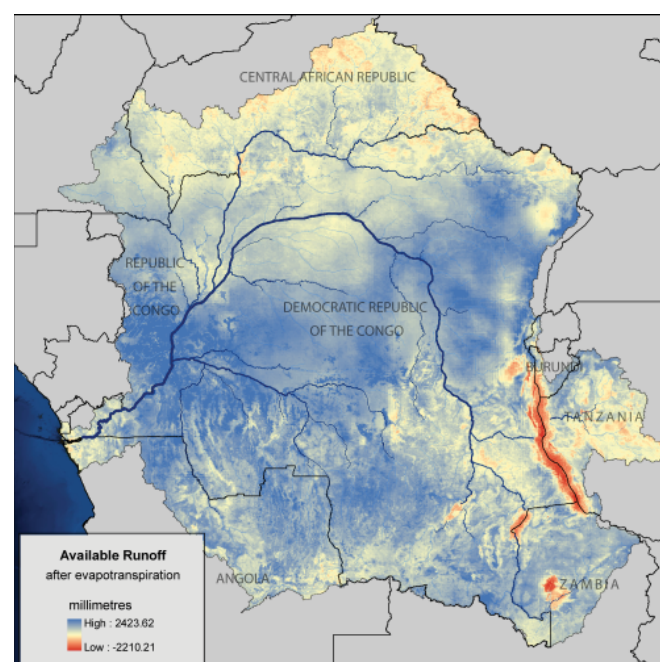 CENTRAL AFRICAN REPUBLIC
REPUBLIC
OF THE
CONGO
DEMOCRATIC REPUBLIC
OF THE CONGO
BURUNDI
TANZANIA
ANGOLA
ZAMBIA
Available Runoff
after evapotranspiration
millimetres
High : 2423.62
Low : -2210.21